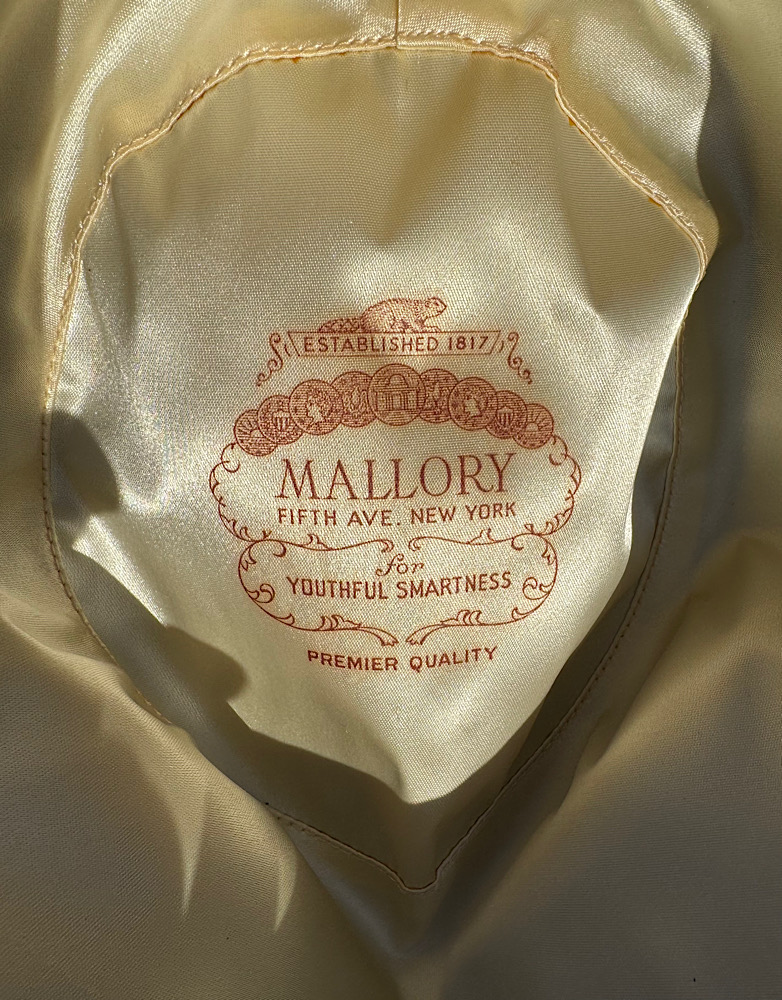 ESTABLISHED 1817
MALLORY
FIFTH AVE. NEW YORK
for
YOUTHFUL SMARTNESS
PREMIER QUALITY